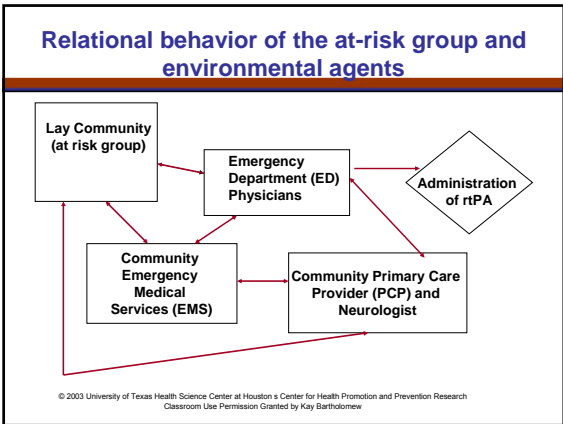 Relational behavior of the at-risk group and
environmental agents
Lay Community
(at risk group)
Emergency
Department (ED)
Physicians
Administration
of rtPA
Community
Emergency
Medical
Services (EMS)
Community Primary Care
Provider (PCP) and
Neurologist
© 2003 University of Texas Health Science Center at Houston s Center for Health Promotion and Prevention Research
Classroom Use Permission Granted by Kay Bartholomew